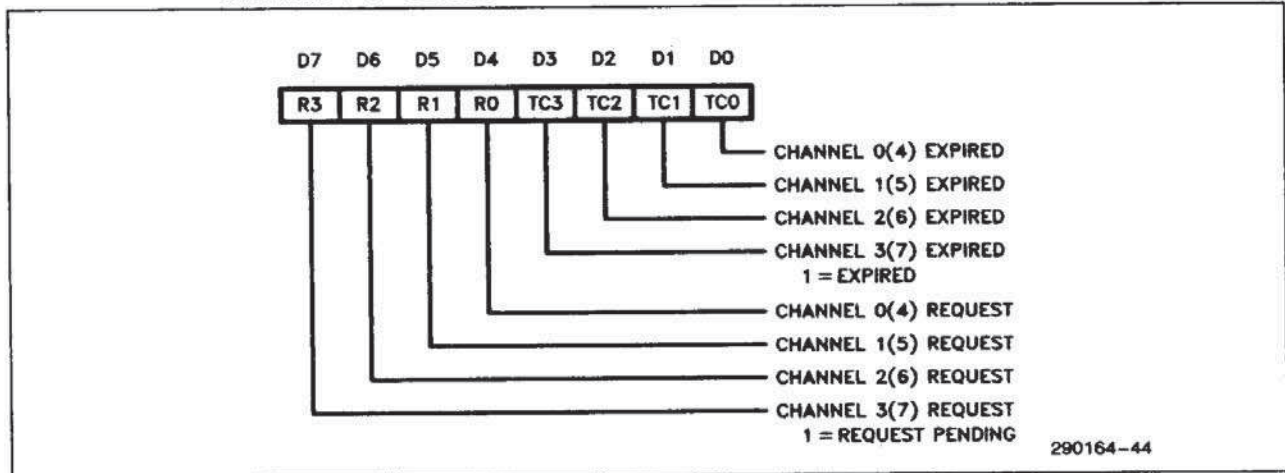 D7 D6 D5 D4 D3 D2 D1 D0
R3 R2 R1 R0 TC3 TC2 TC1 TC0
CHANNEL 0(4) EXPIRED
CHANNEL 1(5) EXPIRED
CHANNEL 2(6) EXPIRED
CHANNEL 3(7) EXPIRED
1 = EXPIRED
CHANNEL 0(4) REQUEST
CHANNEL 1(5) REQUEST
CHANNEL 2(6) REQUEST
CHANNEL 3(7) REQUEST
1 = REQUEST PENDING
290164-44